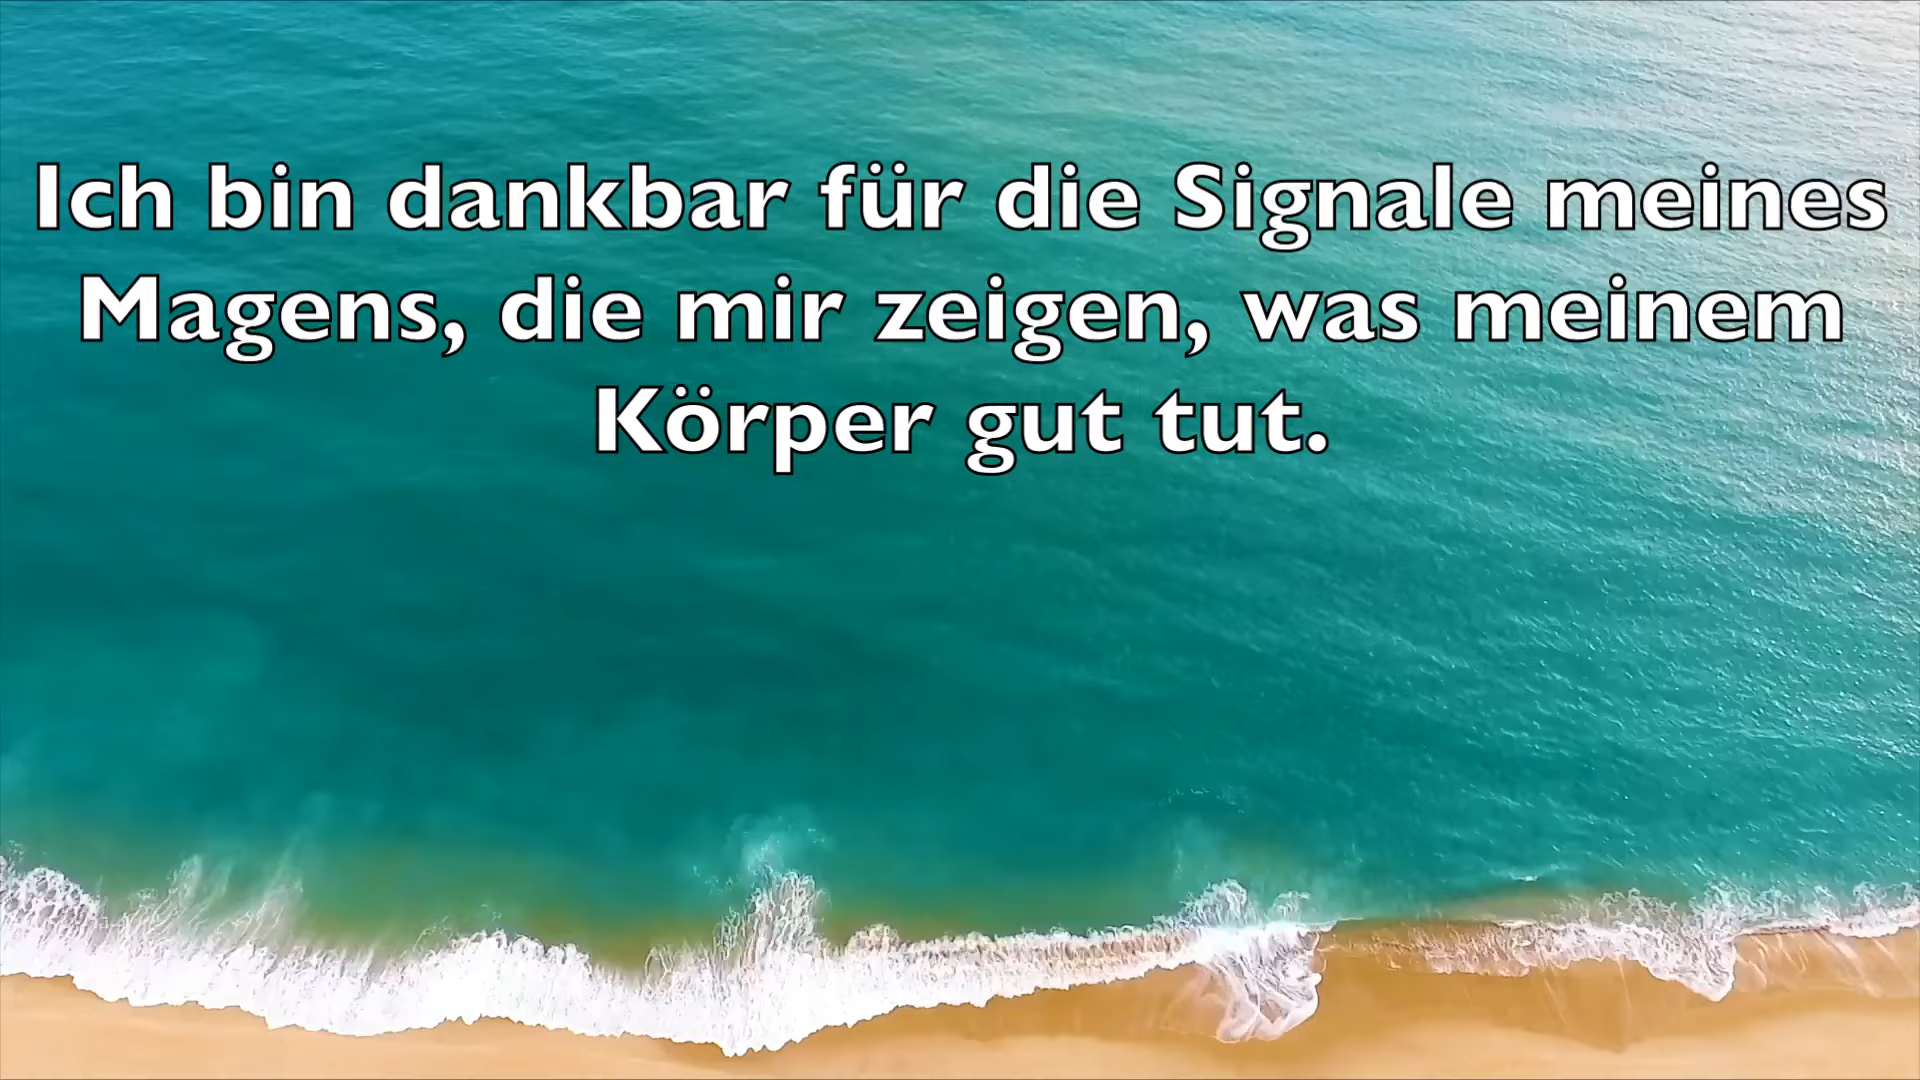 Ich bin dankbar für die Signale meines
Magens, die mir zeigen, was meinem
Körper gut tut.